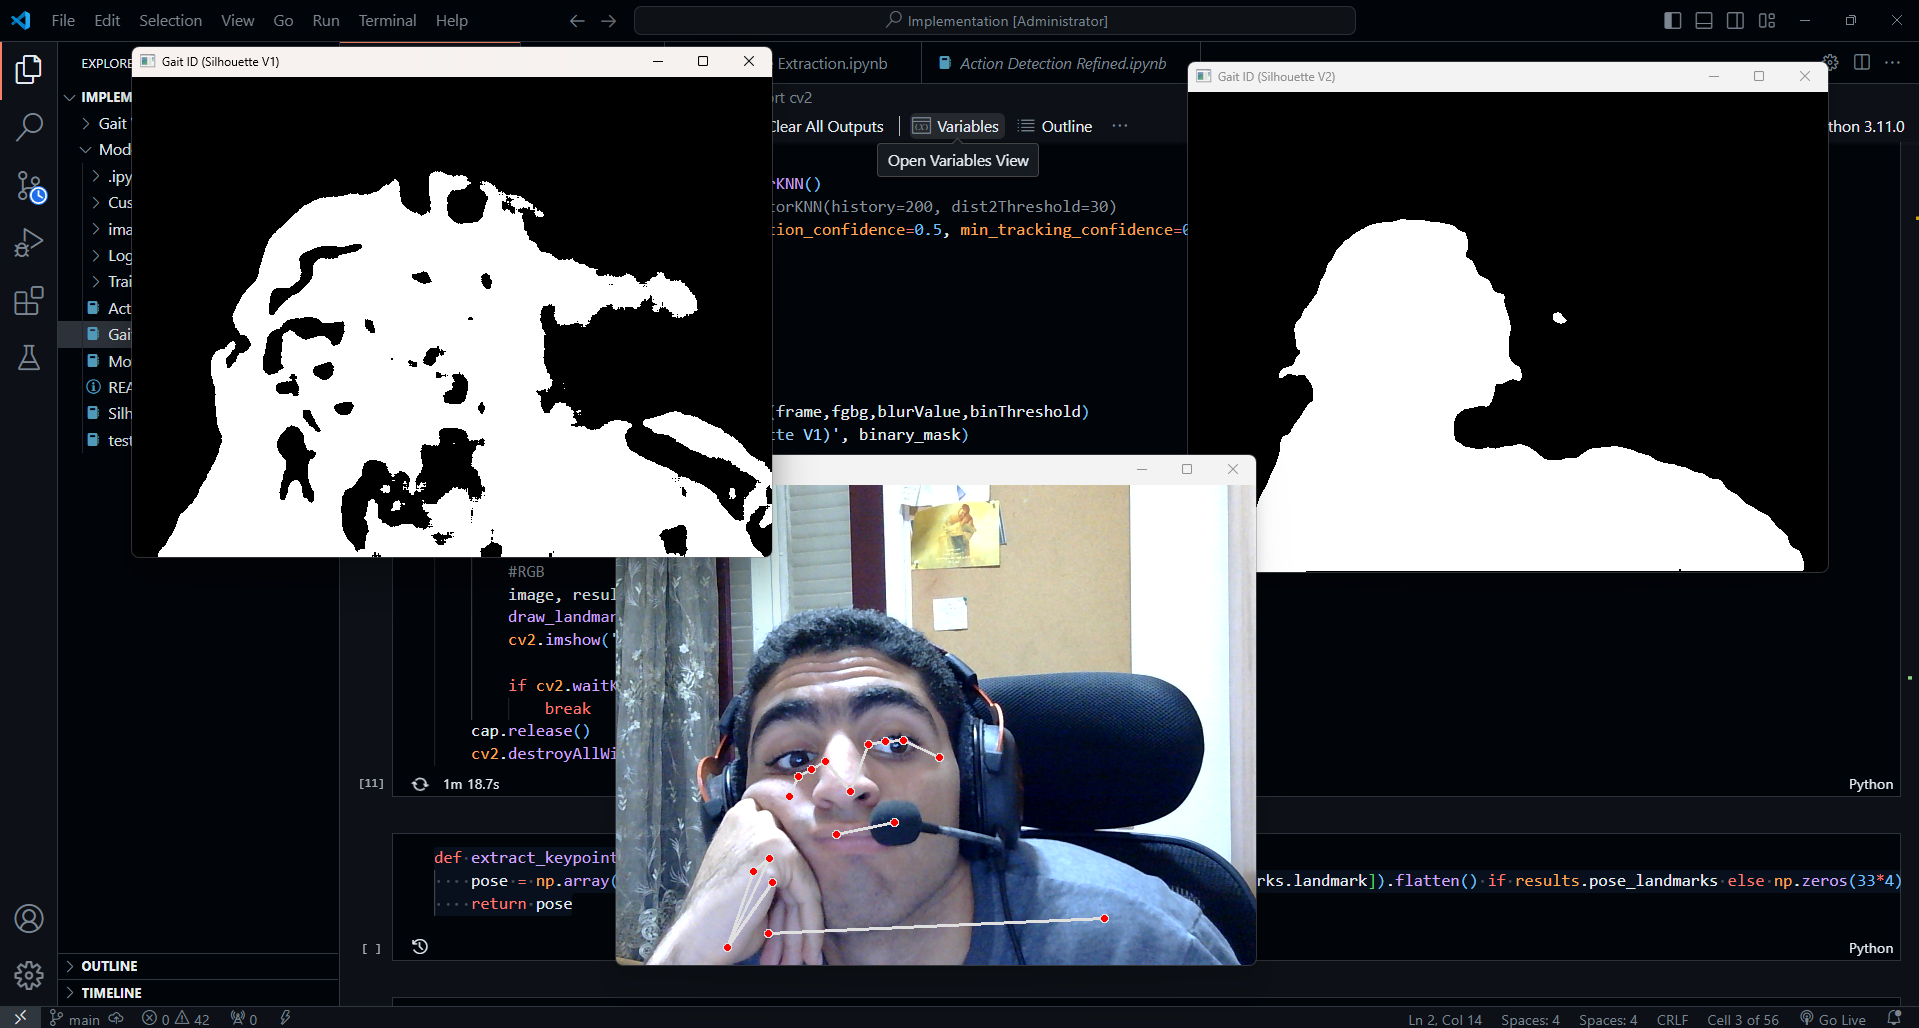 File Edit Selection View Go Run Terminal Help
Implementation [Administrator]
EXPLORE
Gait ID (Silhouette V1)
Extraction.ipynb
Action Detection Refined.ipynb
Gait ID (Silhouette V2)
IMPLEM
Gait
Mod
.ipy
Cus
ima
Log
Trai
Act
Gai
Mo
REA
Silh
test
ort cv2
Clear All Outputs
Variables
Outline
thon 3.11.0
Open Variables View
rKNN()
torKNN(history=200, dist2Threshold=30)
tion_confidence=0.5, min_tracking_confidence=0
(frame,fgbg,blurValue,binThreshold)
tte V1)', binary_mask)
#RGB
image, resul
draw_landmar
cv2.imshow('
if cv2.waitK
break
cap.release()
cv2.destroyAllWi
[11]
1m 18.7s
Python
def extract_keypoint
pose = np.array(
rks.landmark]).flatten() if results.pose_landmarks else np.zeros(33*4)
return pose
[ ]
Python
OUTLINE
TIMELINE
main
0
42
0
Ln 2, Col 14
Spaces: 4
Spaces: 4
CRLF
Cell 3 of 56
Go Live